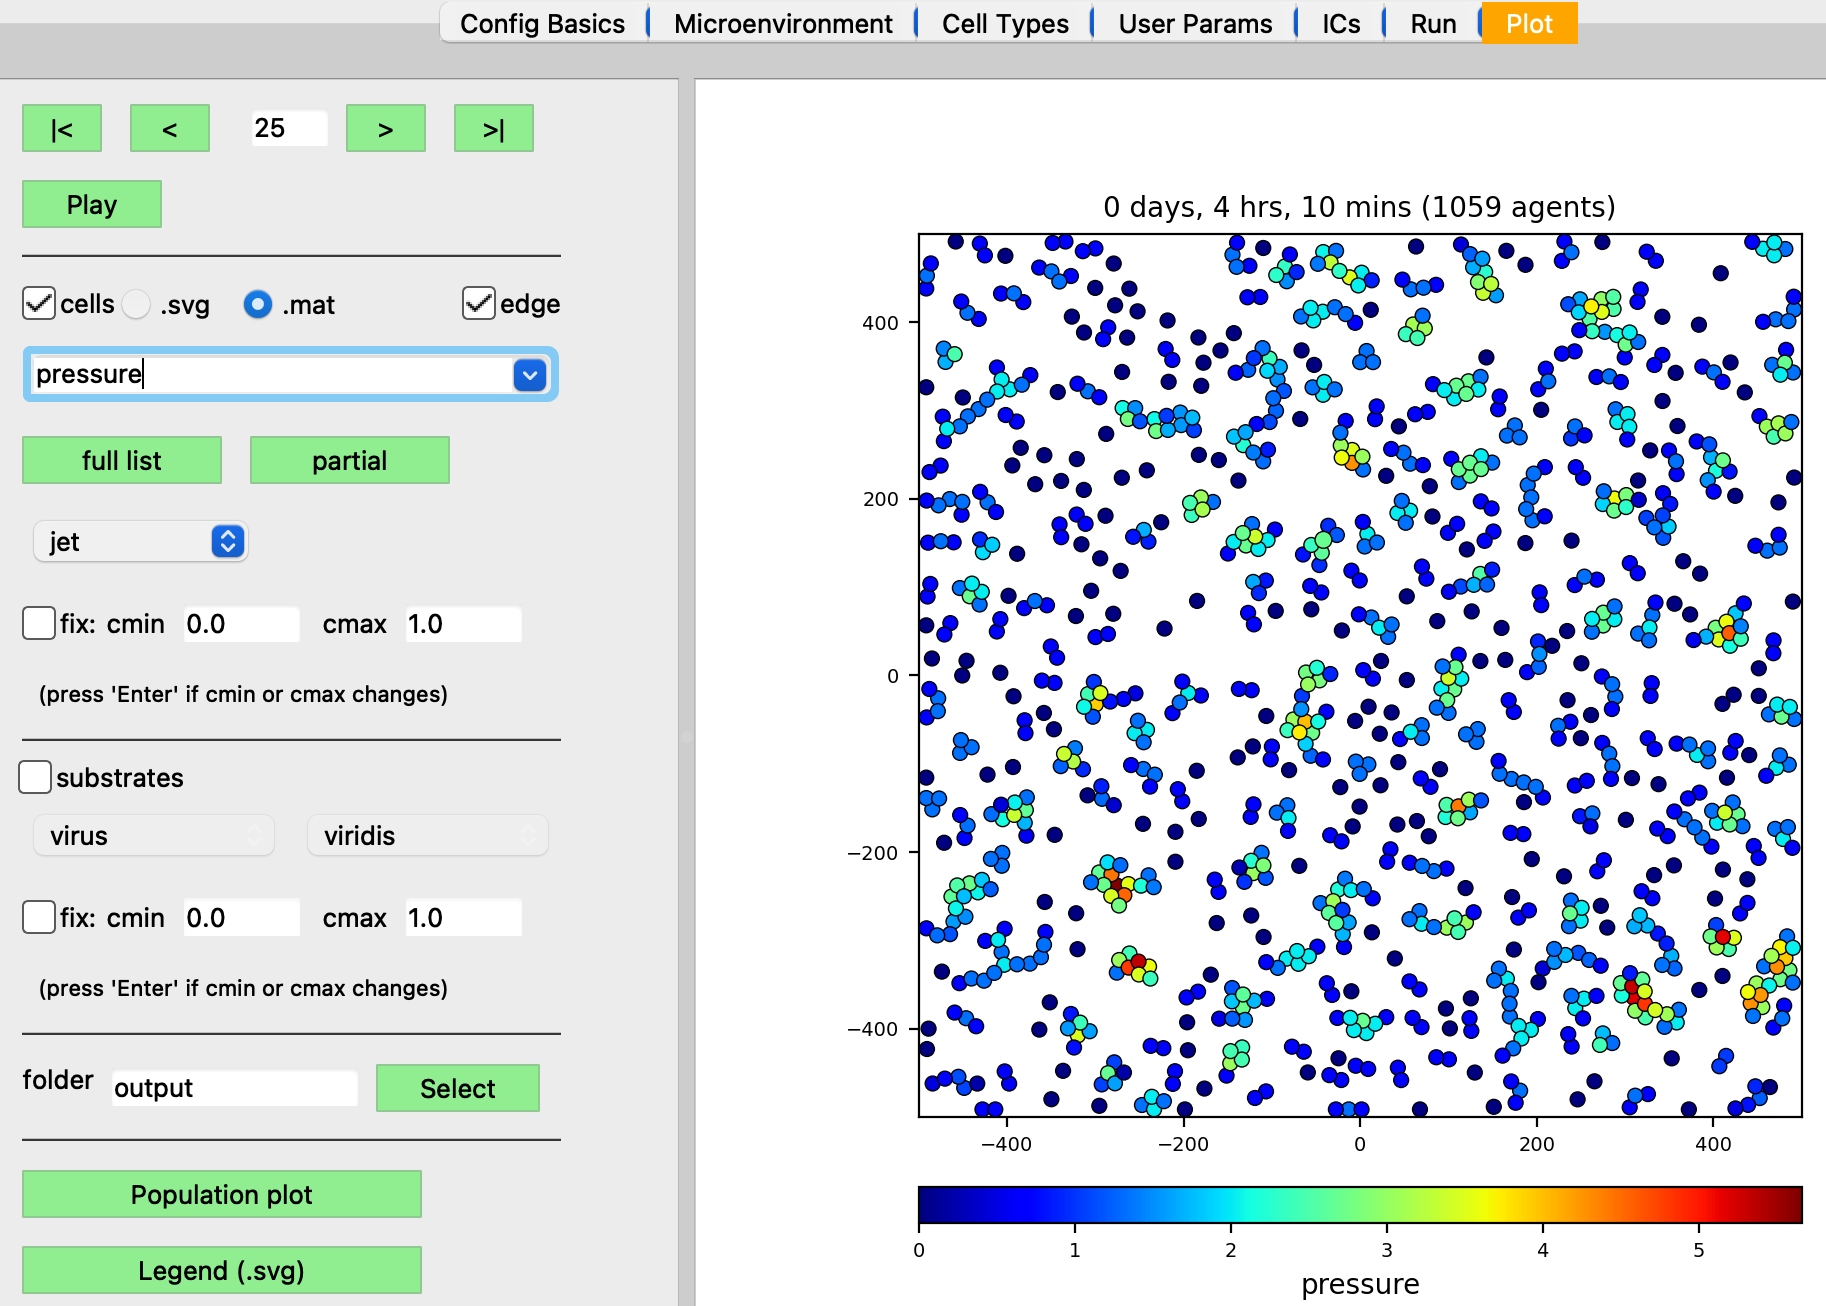 Config Basics Microenvironment Cell Types User Params ICs Run Plot
|< < 25 > >|
Play
cells .svg .mat edge
pressure
full list partial
jet
fix: cmin 0.0 cmax 1.0
(press 'Enter' if cmin or cmax changes)
substrates
virus viridis
fix: cmin 0.0 cmax 1.0
(press 'Enter' if cmin or cmax changes)
folder output Select
Population plot
Legend (.svg)
0 days, 4 hrs, 10 mins (1059 agents)
400
200
0
−200
−400
−400 −200 0 200 400
0 1 2 3 4 5
pressure